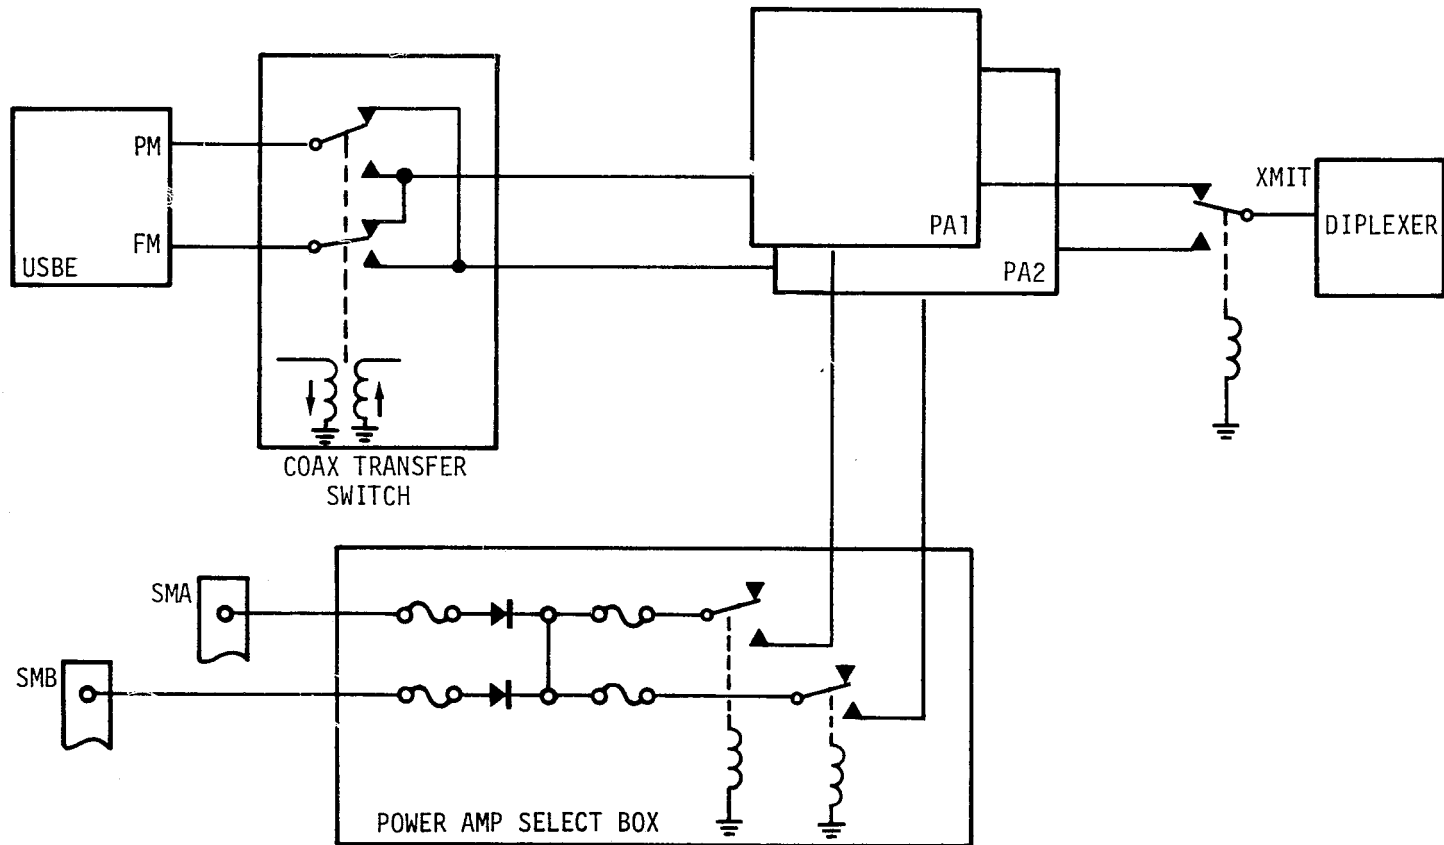 PM
FM
USBE
COAX TRANSFER
SWITCH
PA1
PA2
XMIT
DIPLEXER
SMA
SMB
POWER AMP SELECT BOX